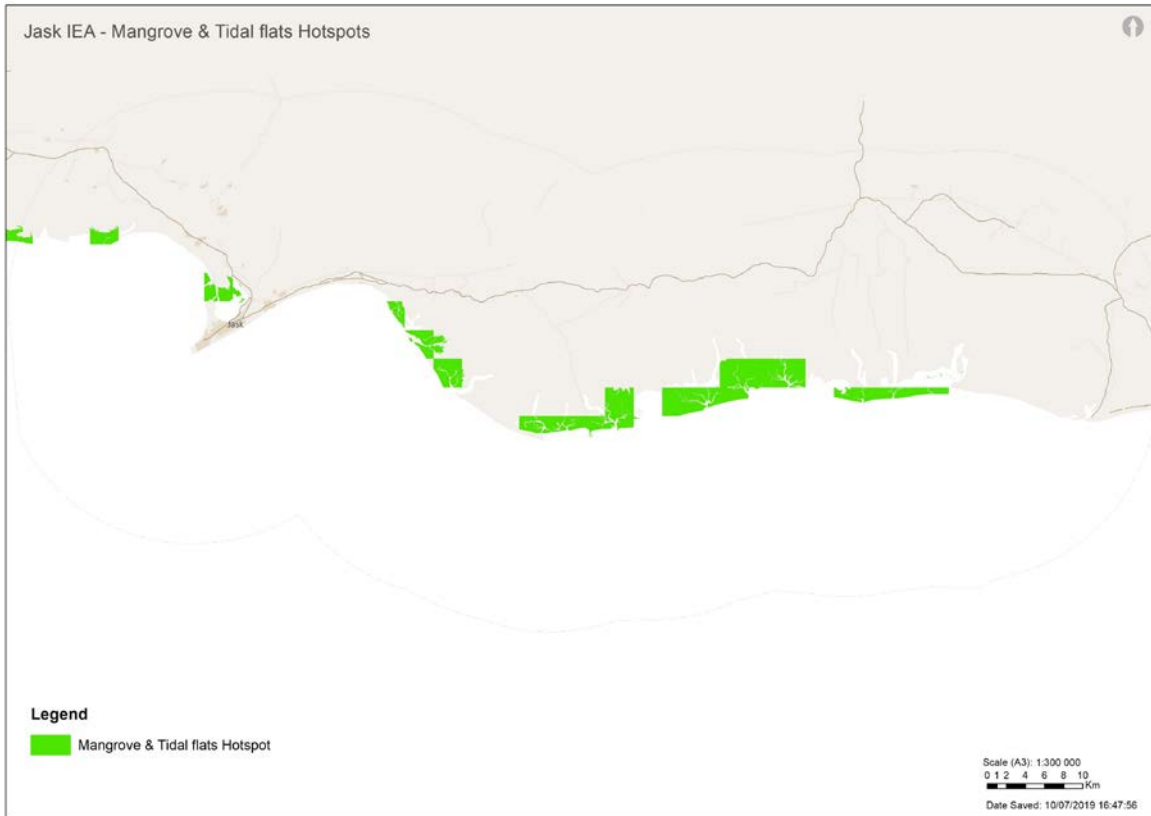 Jask IEA - Mangrove & Tidal flats Hotspots
Jask
Legend
Mangrove & Tidal flats Hotspot
Scale (A3): 1:300 000
0 1 2 4 6 8 10
Km
Date Saved: 10/07/2019 16:47:56